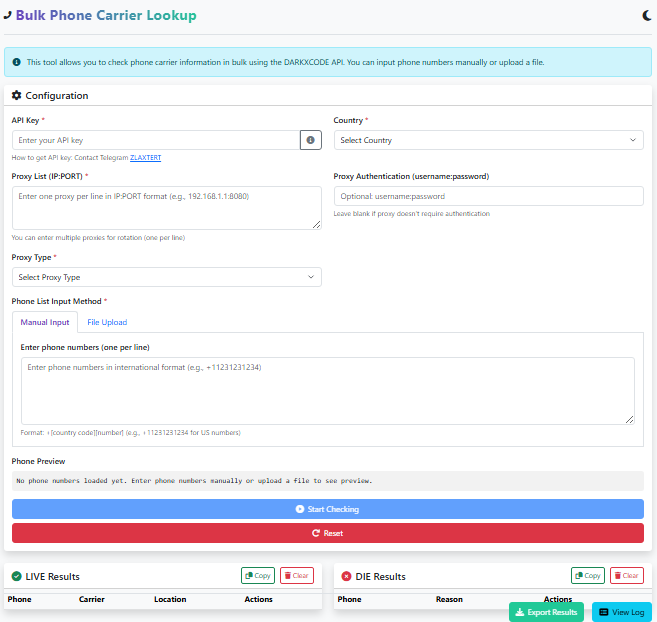 Bulk Phone Carrier Lookup
This tool allows you to check phone carrier information in bulk using the DARKXCODE API. You can input phone numbers manually or upload a file.
Configuration
API Key *
Enter your API key
How to get API key: Contact Telegram ZLAXTERT
Country *
Select Country
Proxy List (IP:PORT) *
Enter one proxy per line in IP:PORT format (e.g., 192.168.1.1:8080)
You can enter multiple proxies for rotation (one per line)
Proxy Authentication (username:password)
Optional: username:password
Leave blank if proxy doesn't require authentication
Proxy Type *
Select Proxy Type
Phone List Input Method *
Manual Input File Upload
Enter phone numbers (one per line)
Enter phone numbers in international format (e.g., +11231231234)
Format: +[country code][number] (e.g., +11231231234 for US numbers)
Phone Preview
No phone numbers loaded yet. Enter phone numbers manually or upload a file to see preview.
Start Checking
Reset
LIVE Results Copy Clear
Phone Carrier Location Actions
DIE Results Copy Clear
Phone Reason Actions
Export Results View Log